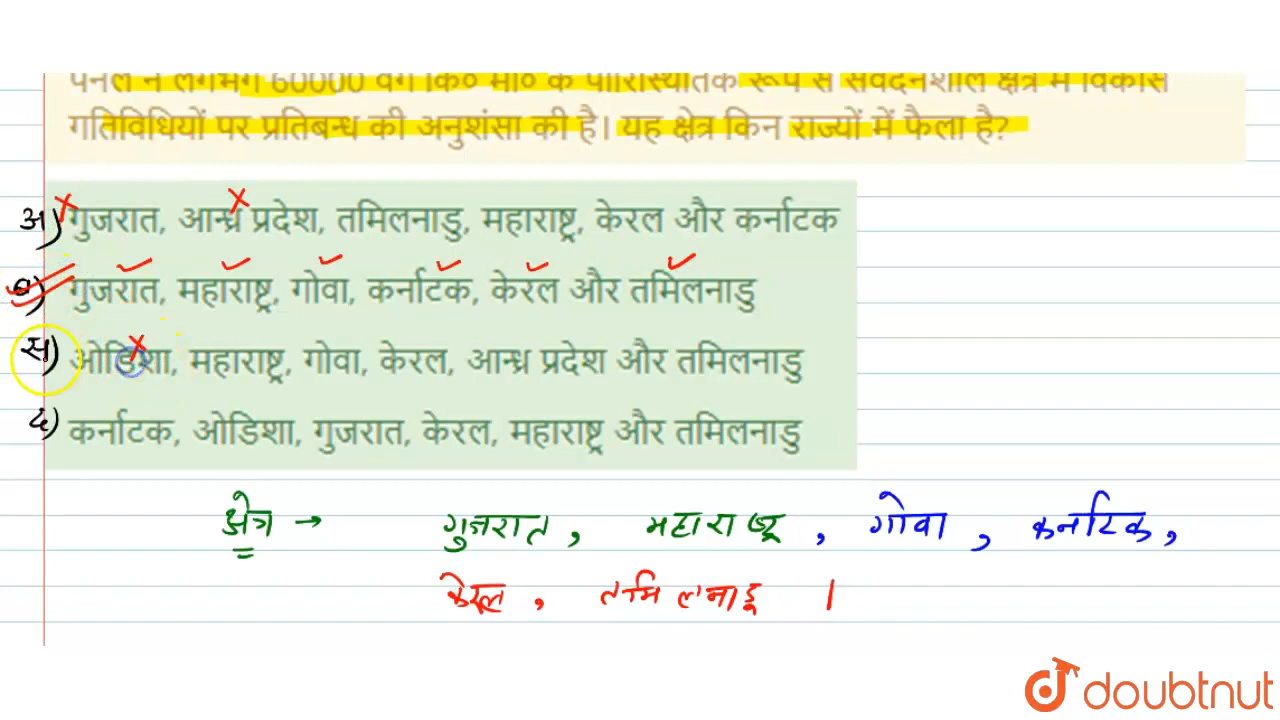 पैनल ने लगभग 60000 वर्ग कि० मी० के पारिस्थितिक रूप से संवेदनशील क्षेत्र में विकास
गतिविधियों पर प्रतिबन्ध की अनुशंसा की है। यह क्षेत्र किन राज्यों में फैला है?
अ) गुजरात, आन्ध्र प्रदेश, तमिलनाडु, महाराष्ट्र, केरल और कर्नाटक
ब) गुजरात, महाराष्ट्र, गोवा, कर्नाटक, केरल और तमिलनाडु
स) ओडिशा, महाराष्ट्र, गोवा, केरल, आन्ध्र प्रदेश और तमिलनाडु
द) कर्नाटक, ओडिशा, गुजरात, केरल, महाराष्ट्र और तमिलनाडु
क्षेत्र → गुजरात, महाराष्ट्र, गोवा, कर्नाटक,
केरल, तमिलनाडू ।
doubtnut